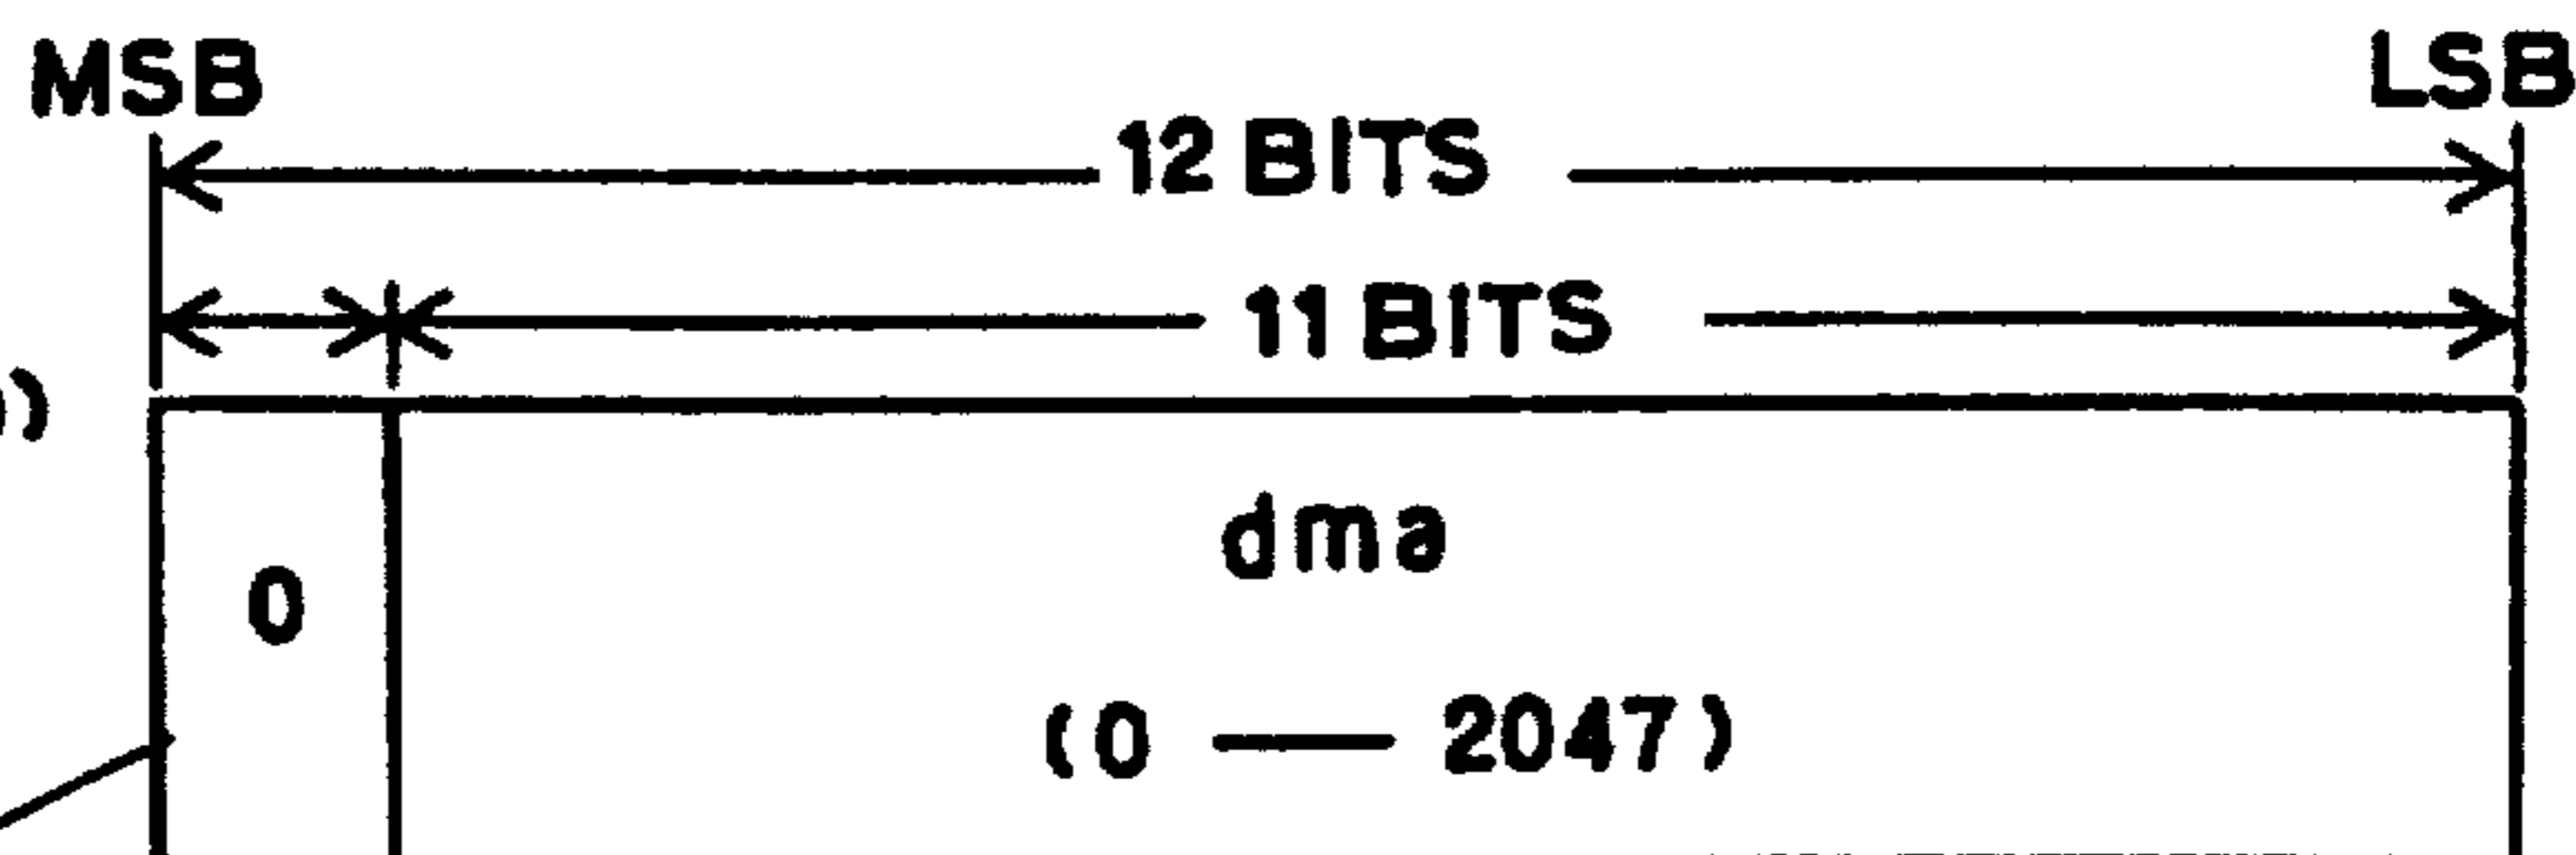 MSB LSB
12 BITS
11 BITS
)
dma
0
(0 — 2047)